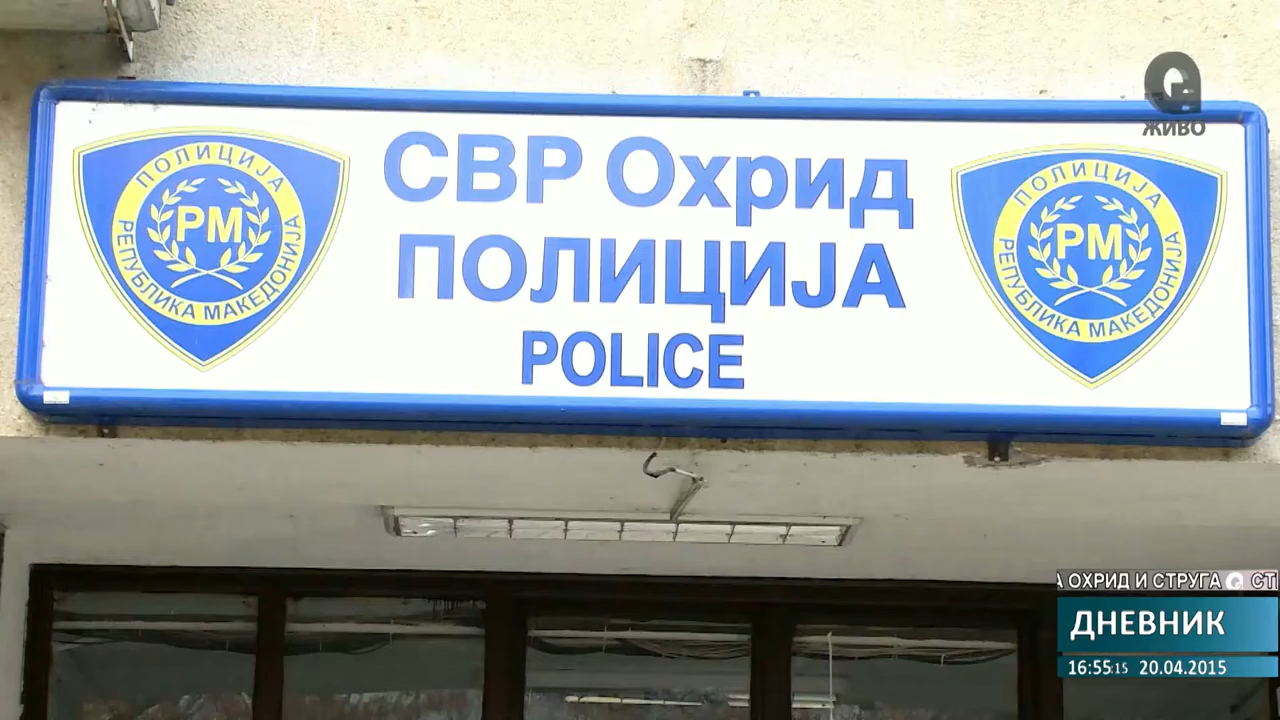 ЖИВО
СВР Охрид
ПОЛИЦИЈА
POLICE
ПОЛИЦИЈА
РМ
РЕПУБЛИКА МАКЕДОНИЈА
ПОЛИЦИЈА
РМ
РЕПУБЛИКА МАКЕДОНИЈА
А ОХРИД И СТРУГА
ДНЕВНИК
16:55:15 20.04.2015